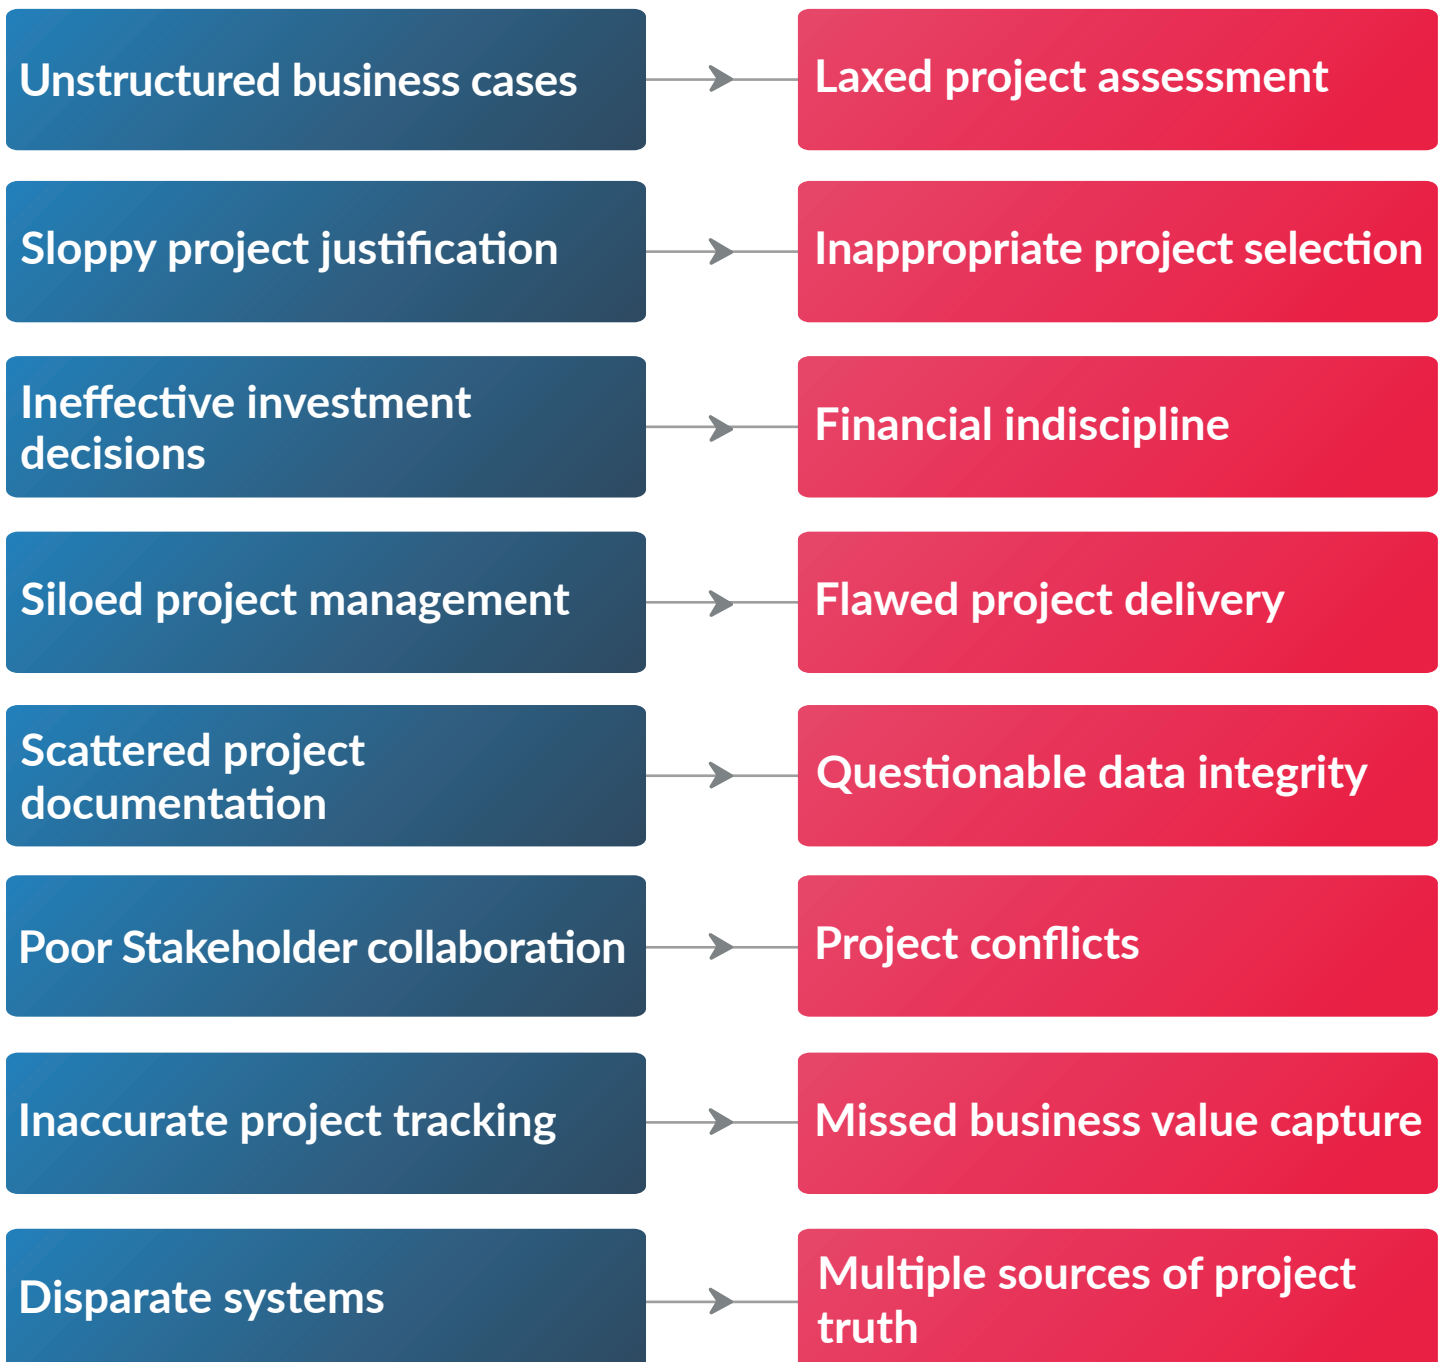 Unstructured business cases
Laxed project assessment
Sloppy project justification
Inappropriate project selection
Ineffective investment
decisions
Financial indiscipline
Siloed project management
Flawed project delivery
Scattered project
documentation
Questionable data integrity
Poor Stakeholder collaboration
Project conflicts
Inaccurate project tracking
Missed business value capture
Disparate systems
Multiple sources of project
truth